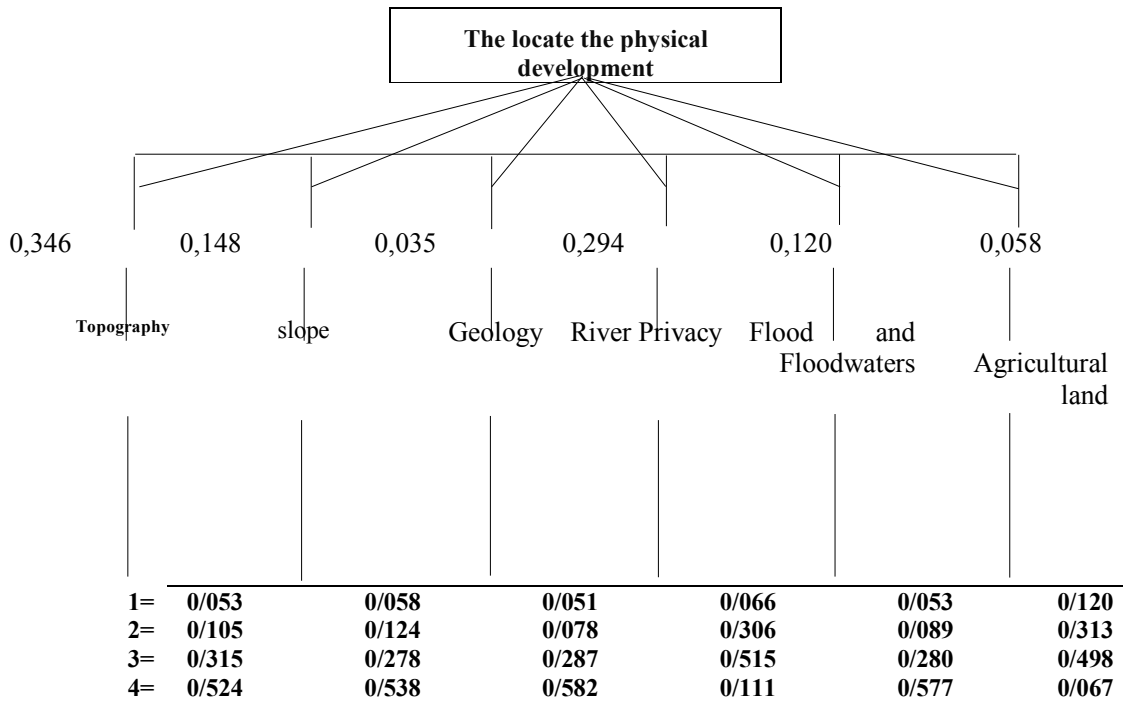 The locate the physical
development
0,346 0,148 0,035 0,294 0,120 0,058
Topography slope Geology River Privacy Flood and
Floodwaters Agricultural
land
1= 0/053 0/058 0/051 0/066 0/053 0/120
2= 0/105 0/124 0/078 0/306 0/089 0/313
3= 0/315 0/278 0/287 0/515 0/280 0/498
4= 0/524 0/538 0/582 0/111 0/577 0/067